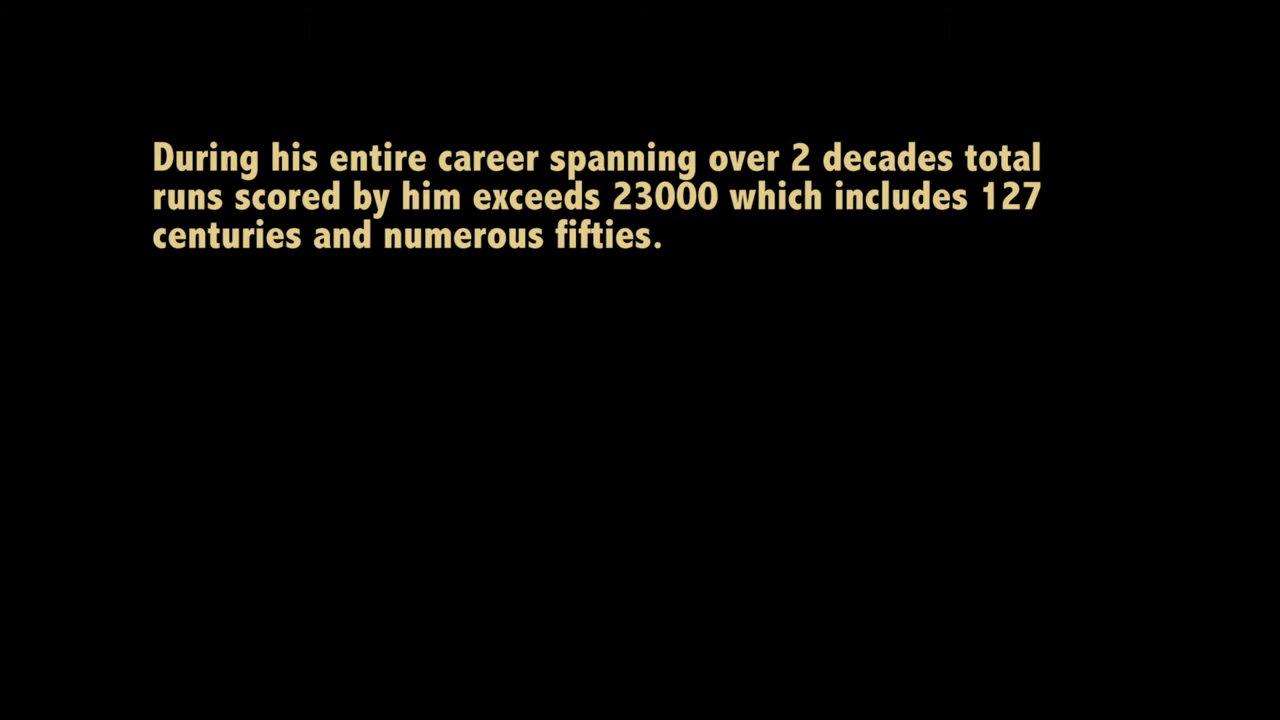 During his entire career spanning over 2 decades total
runs scored by him exceeds 23000 which includes 127
centuries and numerous fifties.